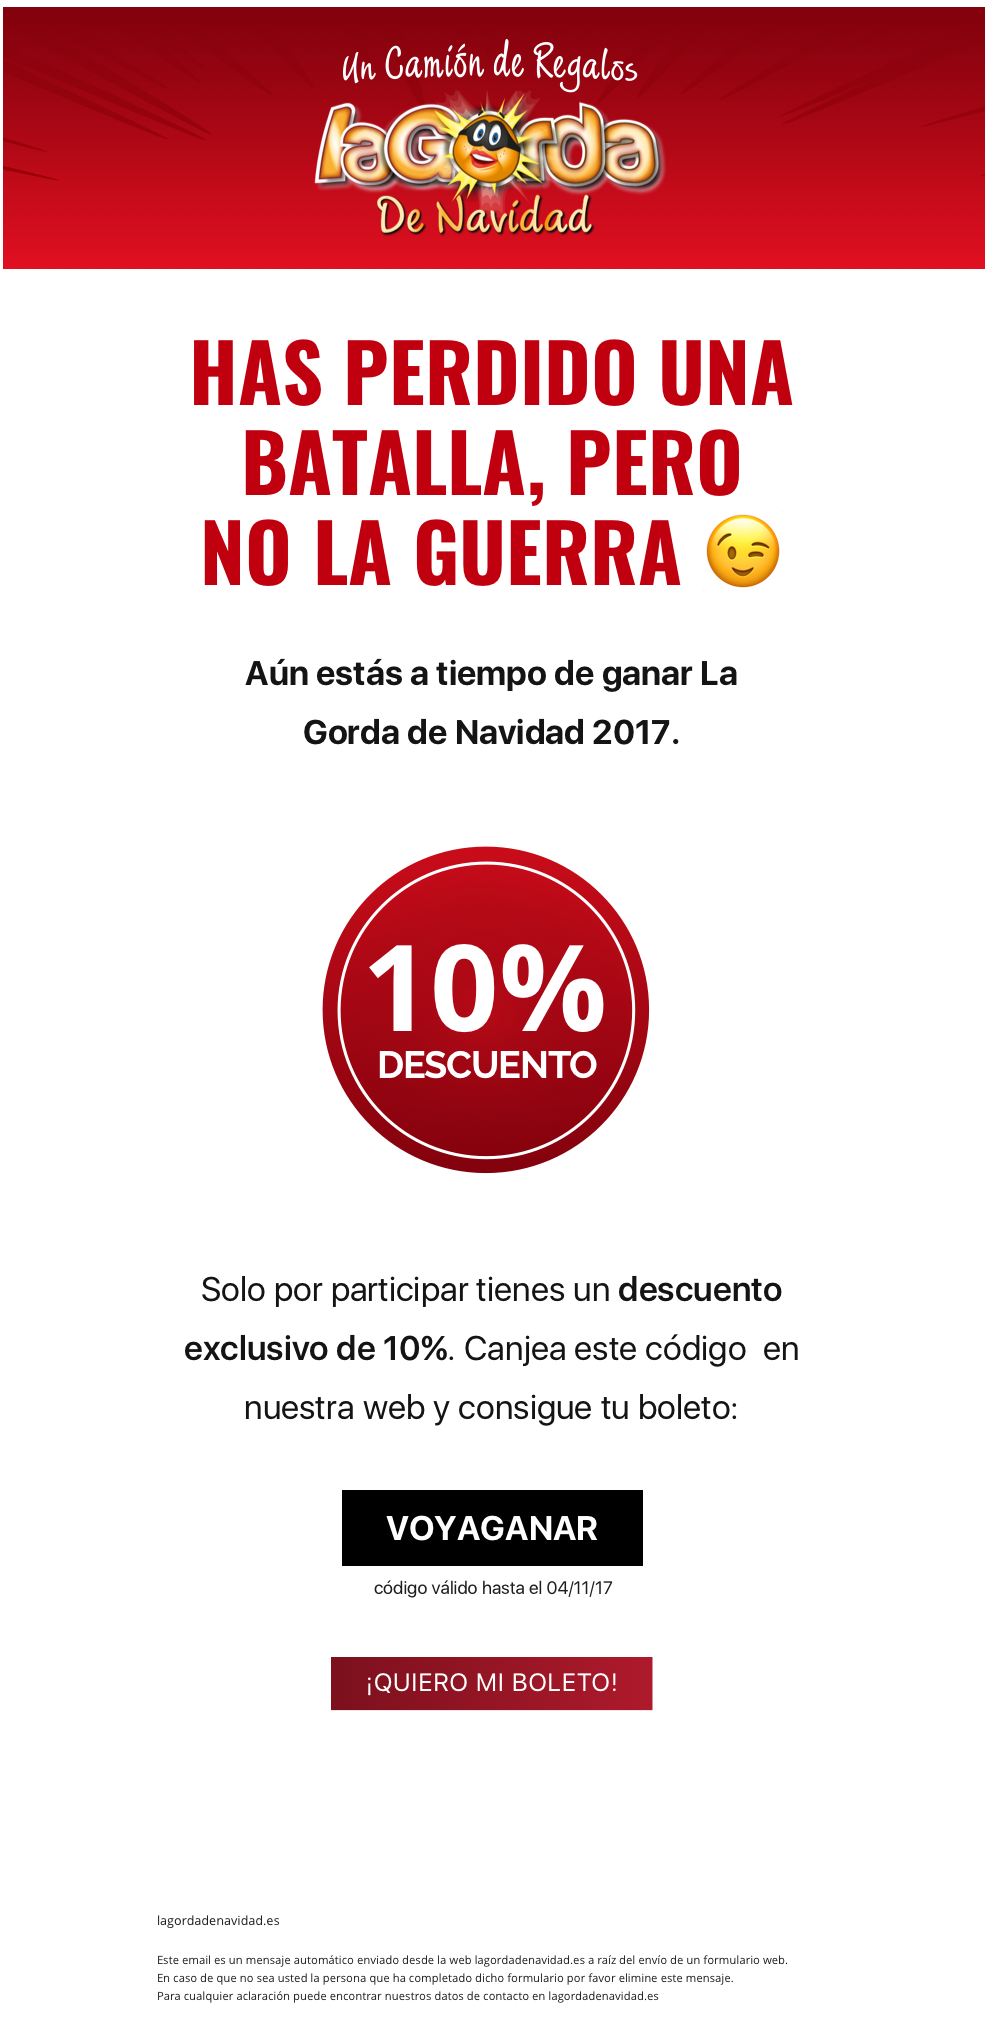 Un Camión de Regalos
laGorda
De Navidad
HAS PERDIDO UNA
BATALLA, PERO
NO LA GUERRA 😉
Aún estás a tiempo de ganar La
Gorda de Navidad 2017.
10%
DESCUENTO
Solo por participar tienes un descuento
exclusivo de 10%. Canjea este código  en
nuestra web y consigue tu boleto:
VOYAGANAR
código válido hasta el 04/11/17
¡QUIERO MI BOLETO!
lagordadenavidad.es
Este email es un mensaje automático enviado desde la web lagordadenavidad.es a raíz del envío de un formulario web.
En caso de que no sea usted la persona que ha completado dicho formulario por favor elimine este mensaje.
Para cualquier aclaración puede encontrar nuestros datos de contacto en lagordadenavidad.es